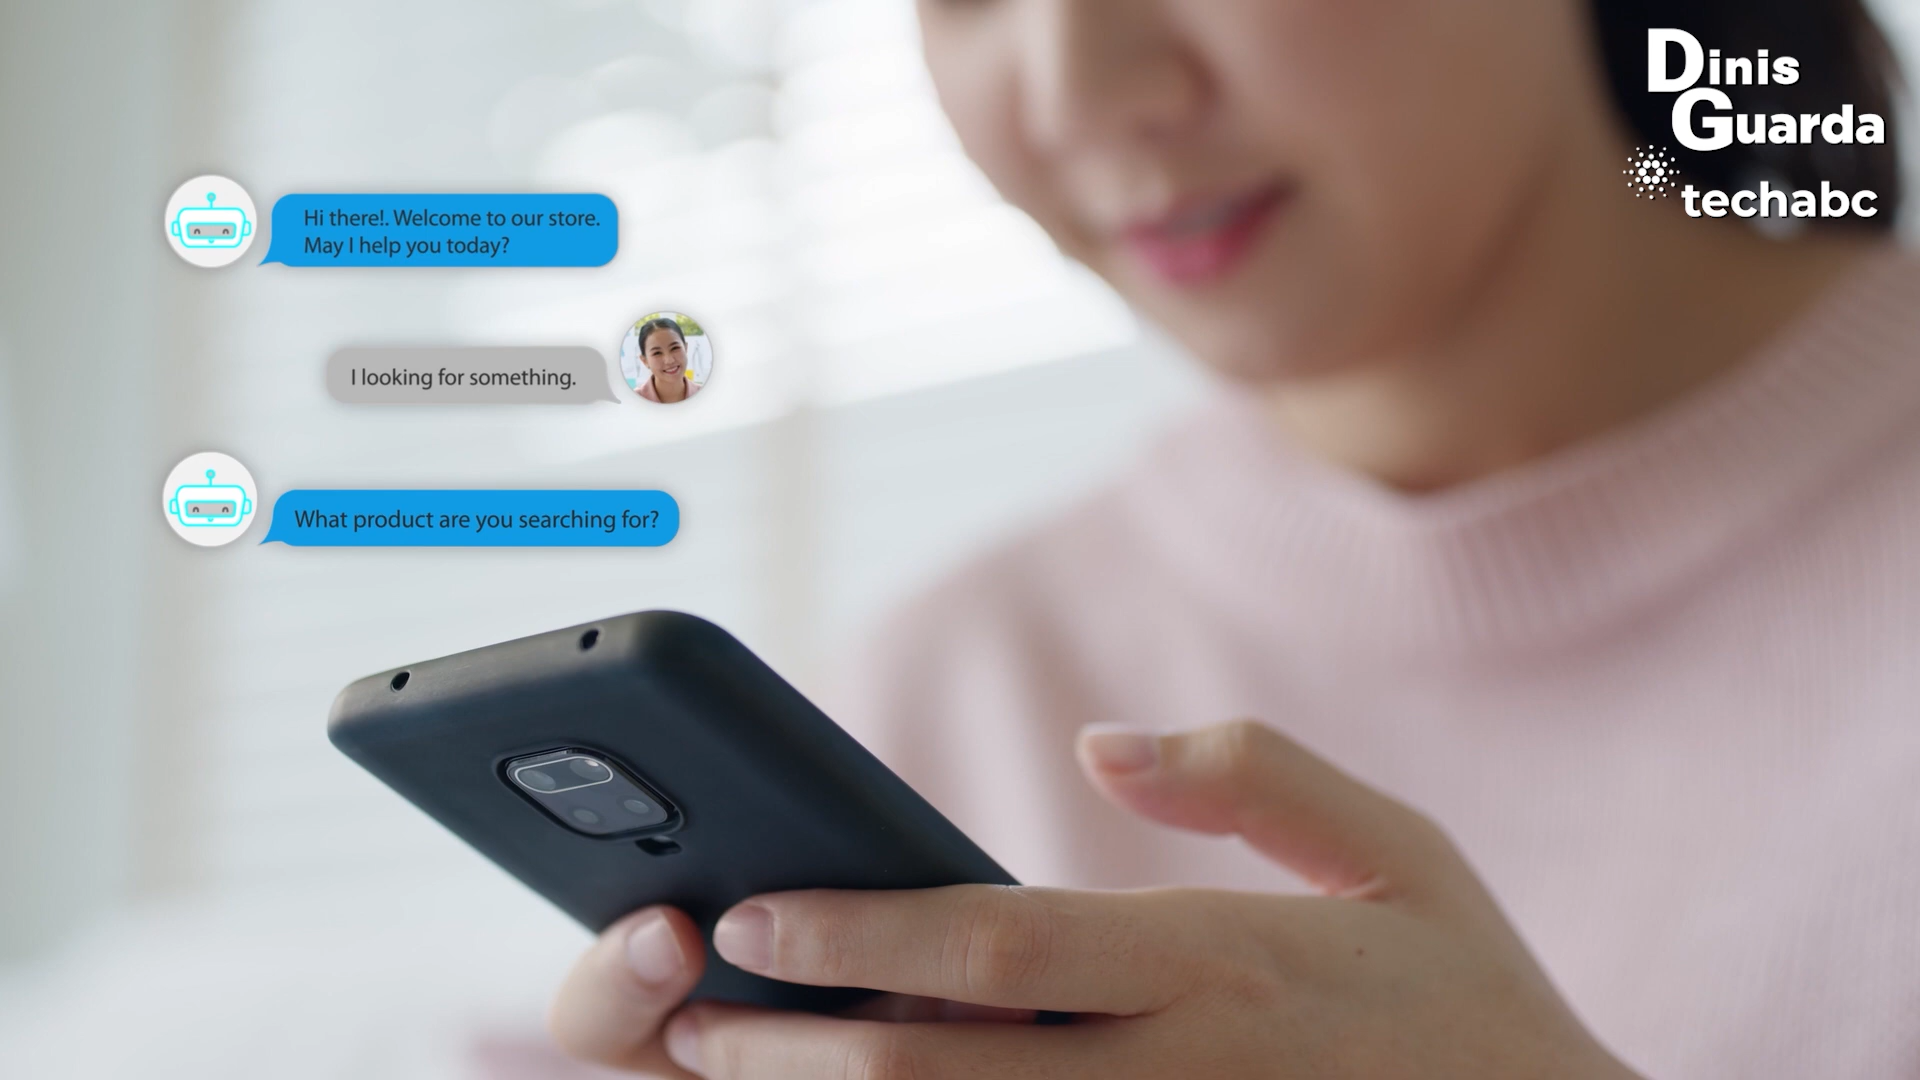 Dinis
Guarda
techabc
Hi there!. Welcome to our store.
May I help you today?
I looking for something.
What product are you searching for?